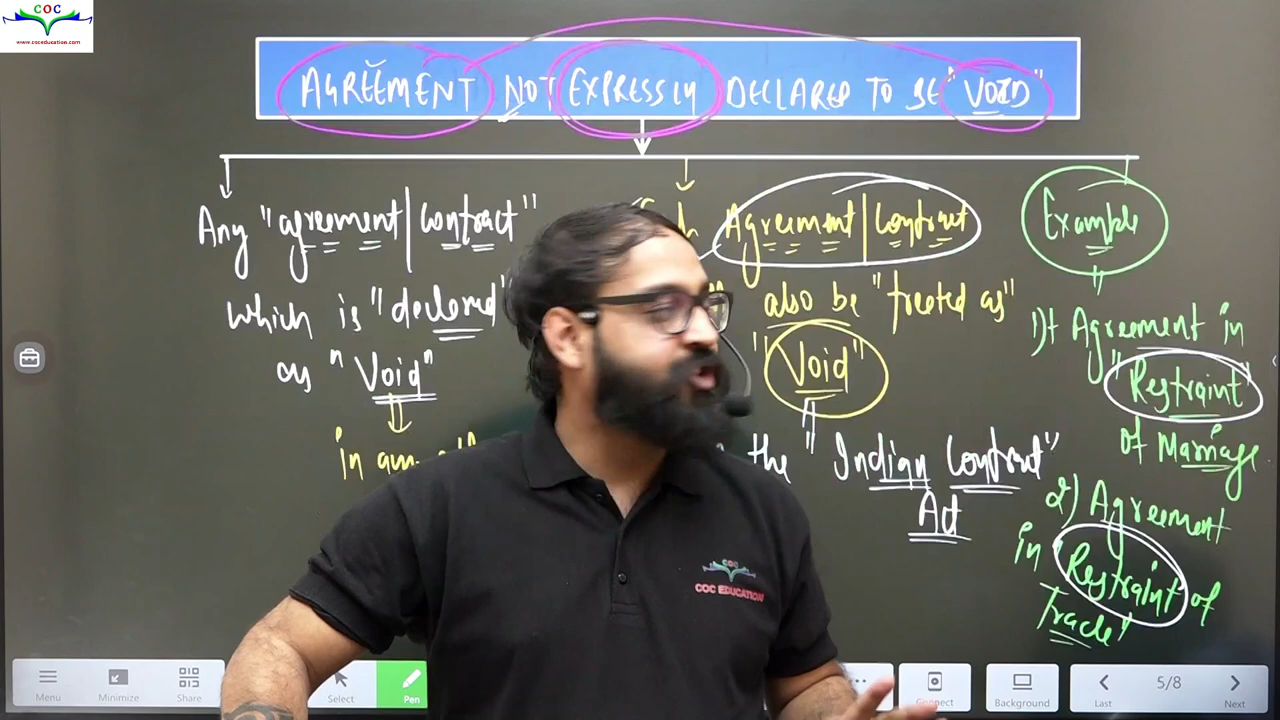 COC
www.coceducation.com
AGREEMENT NOT EXPRESSLY DECLARED TO BE "VOID"
Any "agreement | contract"
which is "declared"
as "Void"
in any
Agreement | Contract
also be "treated as"
"Void"
the "Indian Contract"
Act
Example
1) Agreement in
"Restraint"
of Marriage.
2) Agreement
in "Restraint of
Trade"
COC
COC EDUCATION
Menu
Minimize
Share
Select
Pen
Connect
Background
Last
5/8
Next